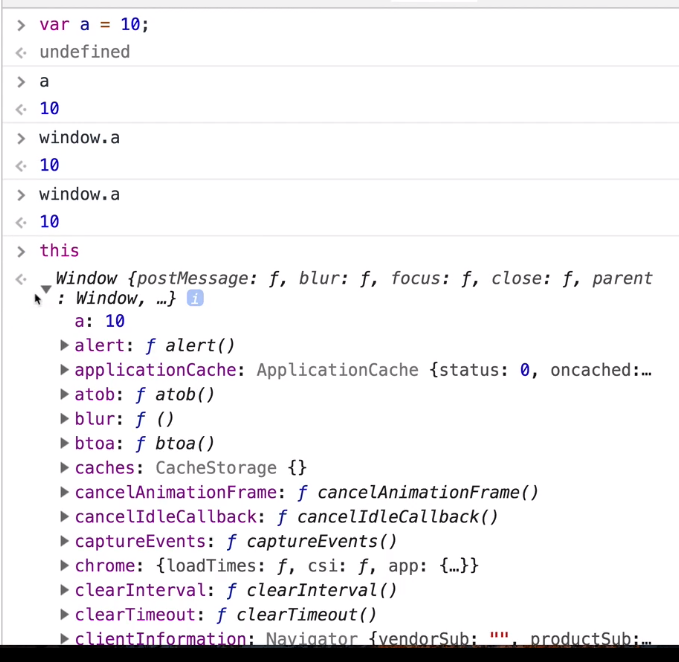 > var a = 10;
<· undefined
> a
<· 10
> window.a
<· 10
> window.a
<· 10
> this
<· ▼Window {postMessage: ƒ, blur: ƒ, focus: ƒ, close: ƒ, parent
: Window, …} i
a: 10
▶alert: ƒ alert()
▶applicationCache: ApplicationCache {status: 0, oncached:…
▶atob: ƒ atob()
▶blur: ƒ ()
▶btoa: ƒ btoa()
▶caches: CacheStorage {}
▶cancelAnimationFrame: ƒ cancelAnimationFrame()
▶cancelIdleCallback: ƒ cancelIdleCallback()
▶captureEvents: ƒ captureEvents()
▶chrome: {loadTimes: ƒ, csi: ƒ, app: {…}}
▶clearInterval: ƒ clearInterval()
▶clearTimeout: ƒ clearTimeout()
▶clientInformation: Navigator {vendorSub: "", productSub:…